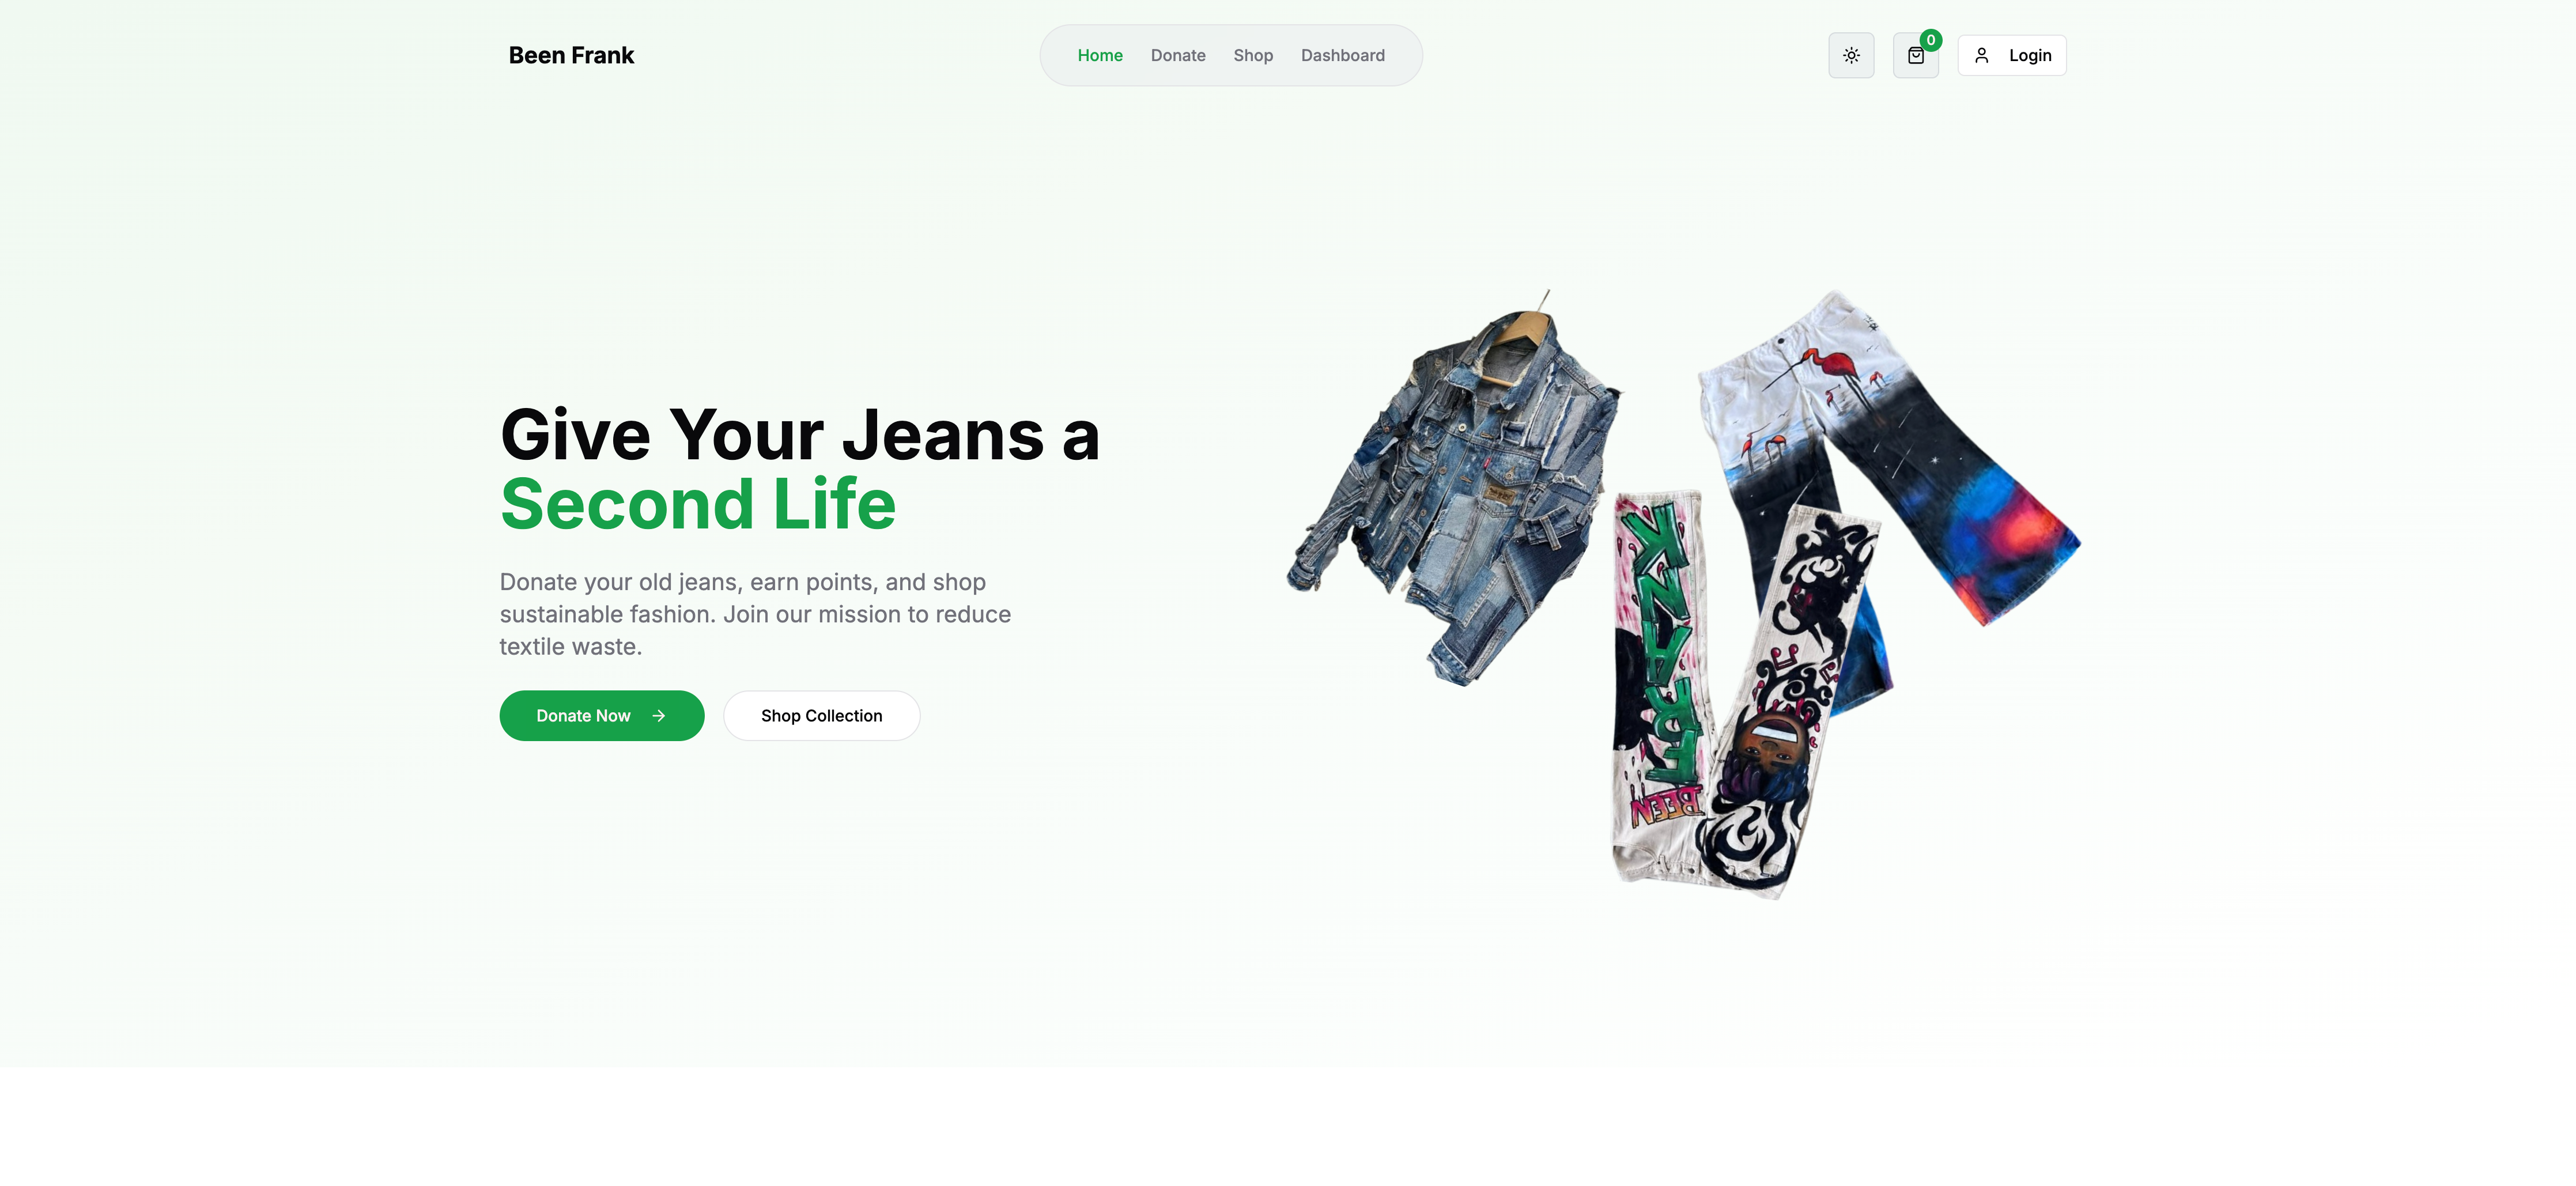 Been Frank
Home Donate Shop Dashboard
0
Login
Give Your Jeans a
Second Life
Donate your old jeans, earn points, and shop
sustainable fashion. Join our mission to reduce
textile waste.
Donate Now
Shop Collection
BEEN